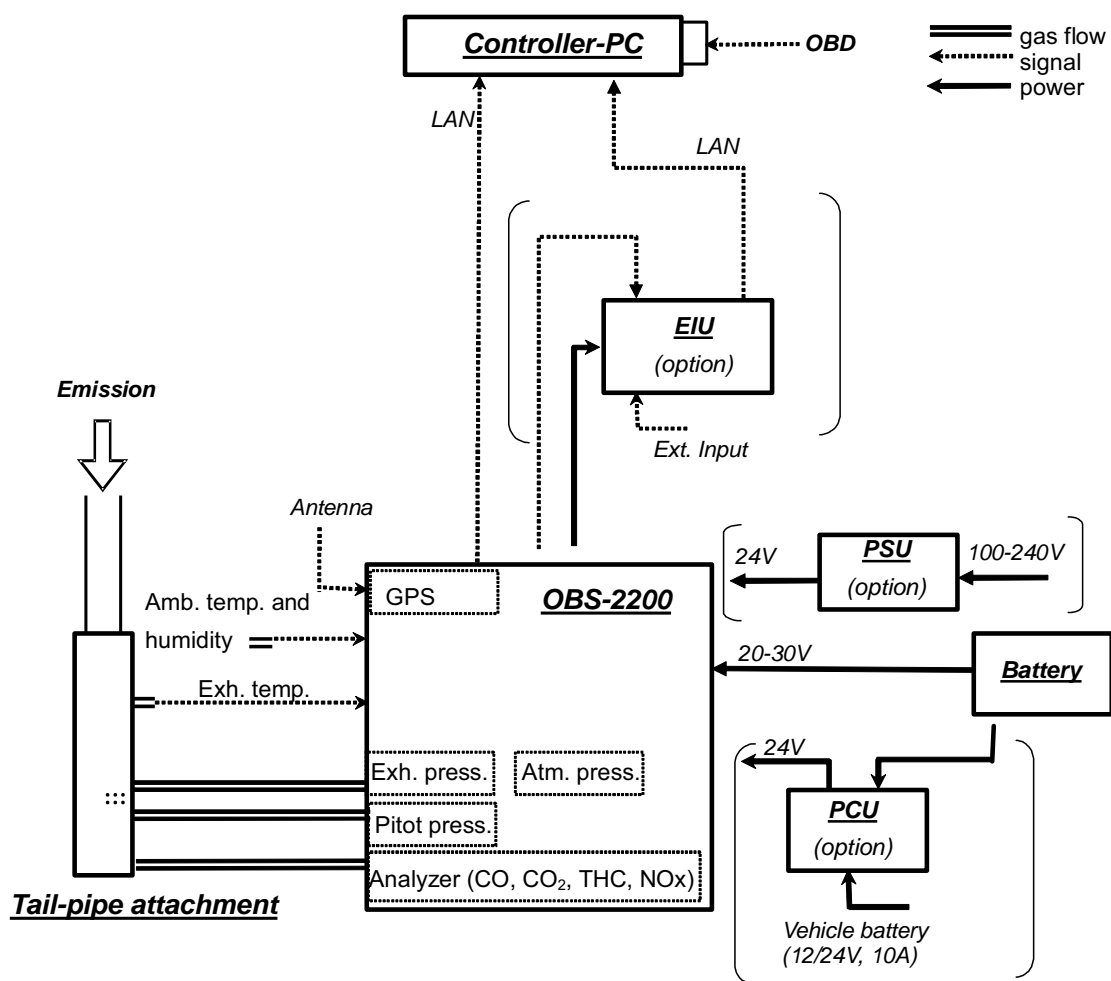 Controller-PC
OBD
gas flow
signal
power
LAN
LAN
EIU
(option)
Ext. Input
Emission
Antenna
GPS
OBS-2200
Amb. temp. and
humidity
Exh. temp.
Exh. press.
Atm. press.
Pitot press.
Analyzer (CO, CO₂, THC, NOx)
Tail-pipe attachment
24V
PSU
(option)
100-240V
20-30V
Battery
24V
PCU
(option)
Vehicle battery
(12/24V, 10A)